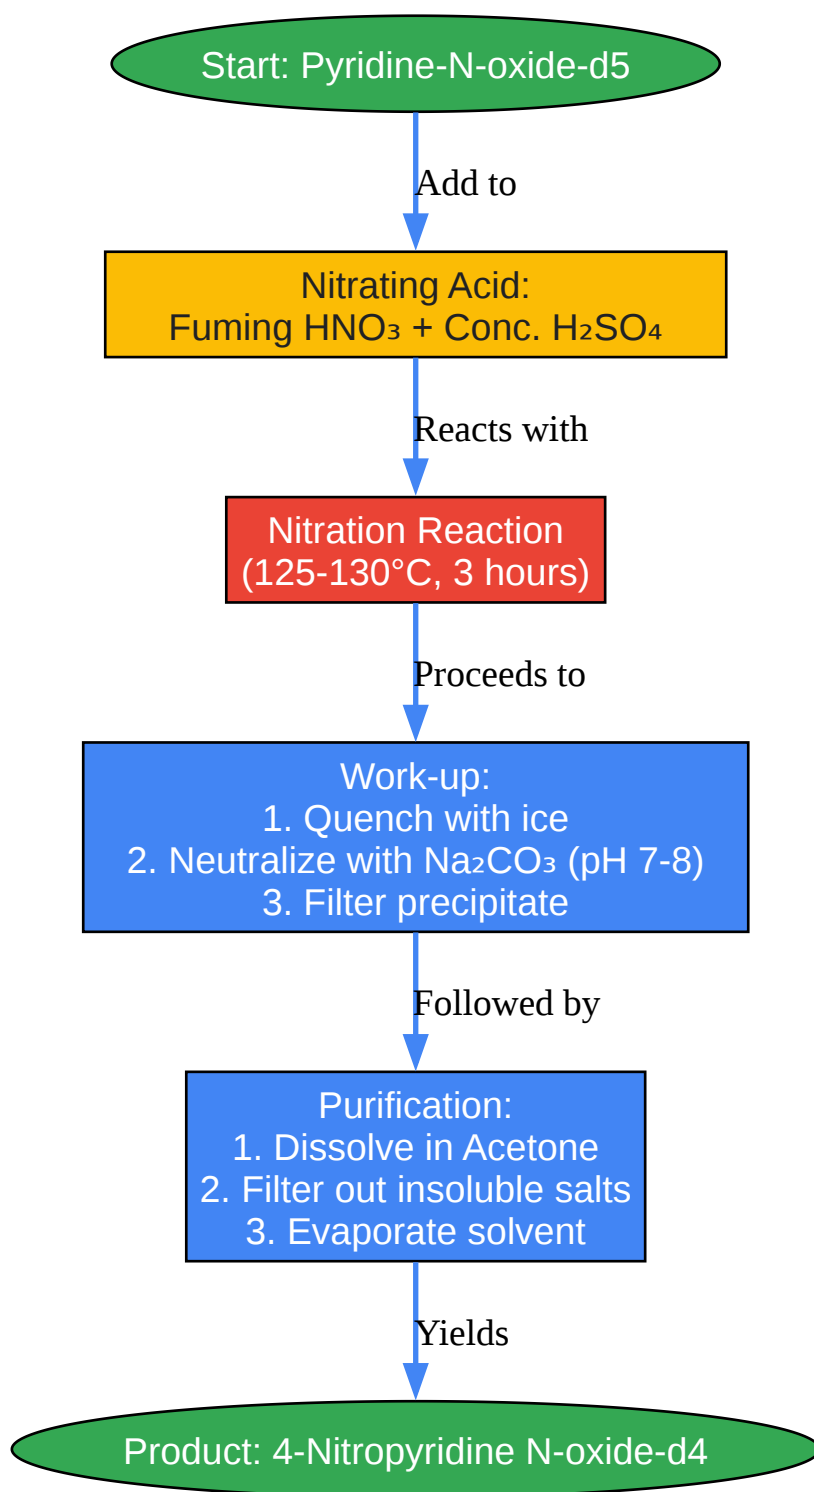 Start: Pyridine-N-oxide-d5
Add to
Nitrating Acid:
Fuming HNO₃ + Conc. H₂SO₄
Reacts with
Nitration Reaction
(125-130°C, 3 hours)
Proceeds to
Work-up:
1. Quench with ice
2. Neutralize with Na₂CO₃ (pH 7-8)
3. Filter precipitate
Followed by
Purification:
1. Dissolve in Acetone
2. Filter out insoluble salts
3. Evaporate solvent
Yields
Product: 4-Nitropyridine N-oxide-d4